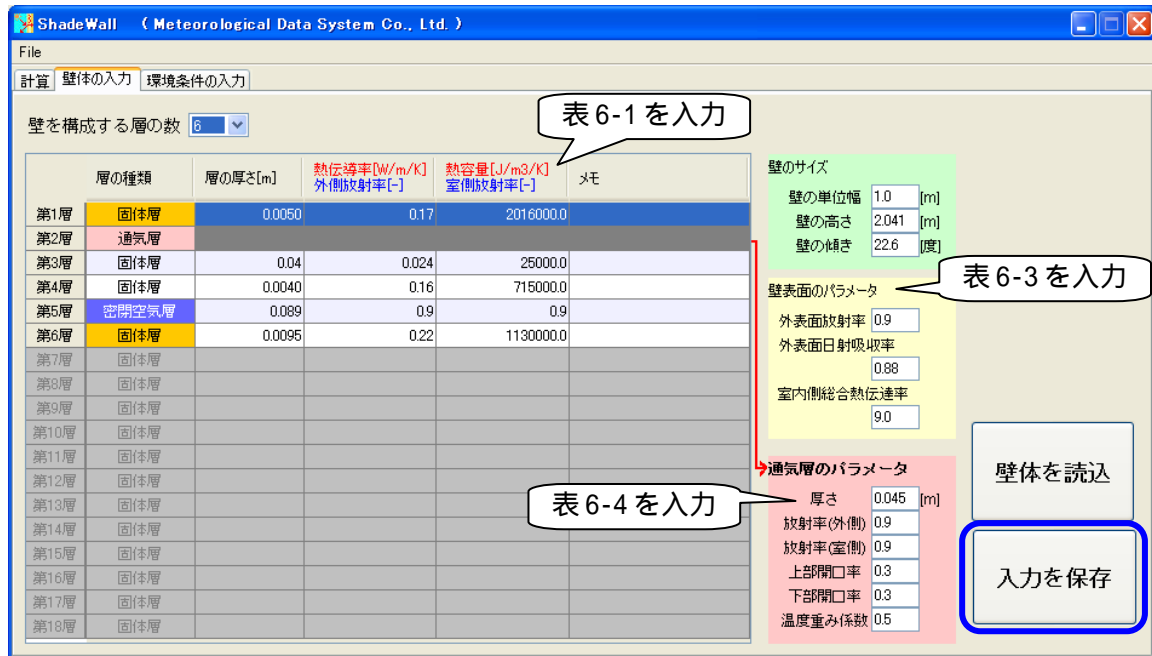 ShadeWall （Meteorological Data System Co., Ltd.）
File
計算 壁体の入力 環境条件の入力
壁を構成する層の数 6
表 6-1 を入力
層の種類 層の厚さ[m] 熱伝導率[W/m/K] 熱容量[J/m3/K] メモ
外側放射率[-] 室側放射率[-]
第1層 固体層 0.0050 0.17 2016000.0
第2層 通気層
第3層 固体層 0.04 0.024 25000.0
第4層 固体層 0.0040 0.16 715000.0
第5層 密閉空気層 0.089 0.9 0.9
第6層 固体層 0.0095 0.22 1130000.0
第7層 固体層
第8層 固体層
第9層 固体層
第10層 固体層
第11層 固体層
第12層 固体層
第13層 固体層
第14層 固体層
第15層 固体層
第16層 固体層
第17層 固体層
第18層 固体層
壁のサイズ
壁の単位幅 1.0 [m]
壁の高さ 2.041 [m]
壁の傾き 22.6 [度]
表 6-3 を入力
壁表面のパラメータ
外表面放射率 0.9
外表面日射吸収率
0.88
室内側総合熱伝達率
9.0
通気層のパラメータ
表 6-4 を入力
厚さ 0.045 [m]
放射率(外側) 0.9
放射率(室側) 0.9
上部開口率 0.3
下部開口率 0.3
温度重み係数 0.5
壁体を読込
入力を保存